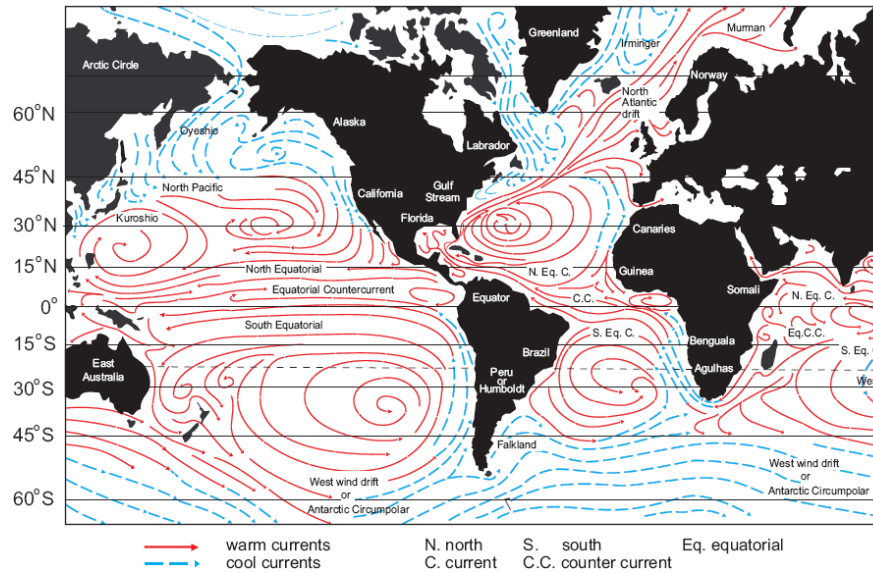 Greenland
Irminger
Murman
Arctic Circle
Norway
North
Atlantic
drift
60°N
Oyeshio
Alaska
Labrador
45°N
North Pacific
California
Gulf
Stream
Kuroshio
Florida
30°N
Canaries
15°N
North Equatorial
N. Eq. C.
Guinea
Somali
Equatorial Countercurrent
Equator
C.C.
N. Eq. C.
0°
South Equatorial
S. Eq. C.
Eq.C.C.
15°S
Brazil
Benguala
S. Eq. C
East
Australia
Peru
or
Humboldt
Agulhas
We
30°S
45°S
Falkland
West wind drift
or
Antarctic Circumpolar
West wind drift
or
Antarctic Circumpolar
60°S
warm currents
N. north
S. south
Eq. equatorial
cool currents
C. current
C.C. counter current